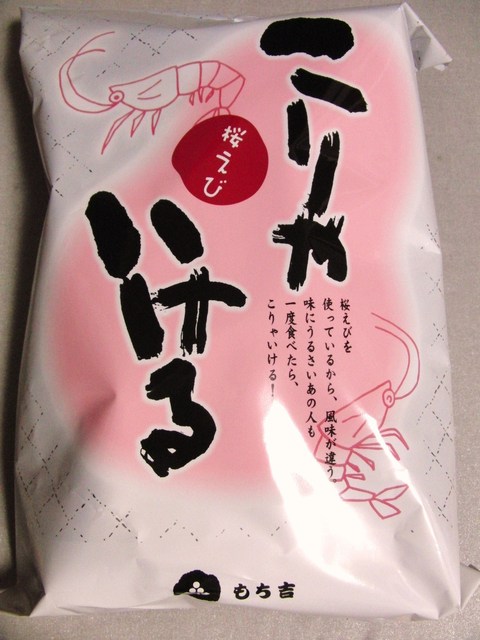 こりゃ
いける
桜えび
桜えびを
使っているから、風味が違う。
味にうるさいあの人も
一度食べたら、
こりゃいける！
もち吉